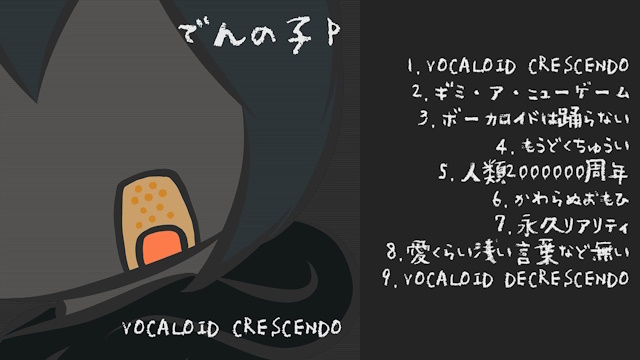 でんの子P
VOCALOID CRESCENDO
1. VOCALOID CRESCENDO
2. ギミ・ア・ニューゲーム
3. ボーカロイドは踊らない
4. もうどくちゅうい
5. 人類2000000周年
6. かわらぬおもひ
7. 永久リアリティ
8. 愛くらい浅い言葉など無い
9. VOCALOID DECRESCENDO